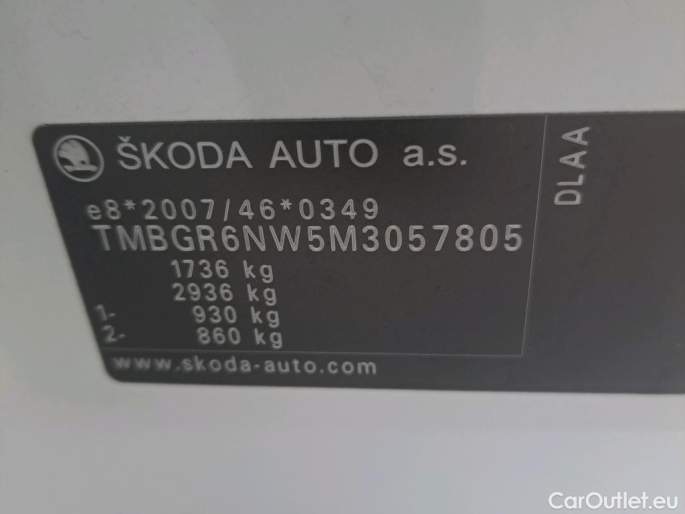 ŠKODA AUTO a.s.
e8*2007/46*0349
TMBGR6NW5M3057805
1736 kg
2936 kg
1- 930 kg
2- 860 kg
www.skoda-auto.com
DLAA
CarOutlet.eu